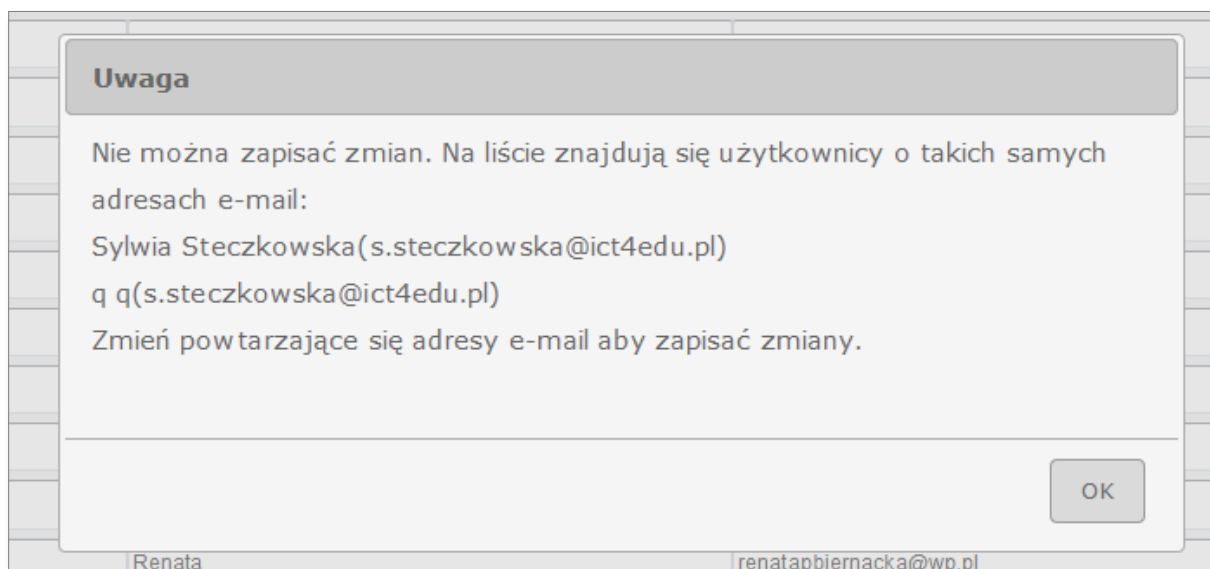 Uwaga
Nie można zapisać zmian. Na liście znajdują się użytkownicy o takich samych
adresach e-mail:
Sylwia Steczkowska(s.steczkowska@ict4edu.pl)
q q(s.steczkowska@ict4edu.pl)
Zmień powtarzające się adresy e-mail aby zapisać zmiany.
OK
Renata renatapbiernacka@wp.pl